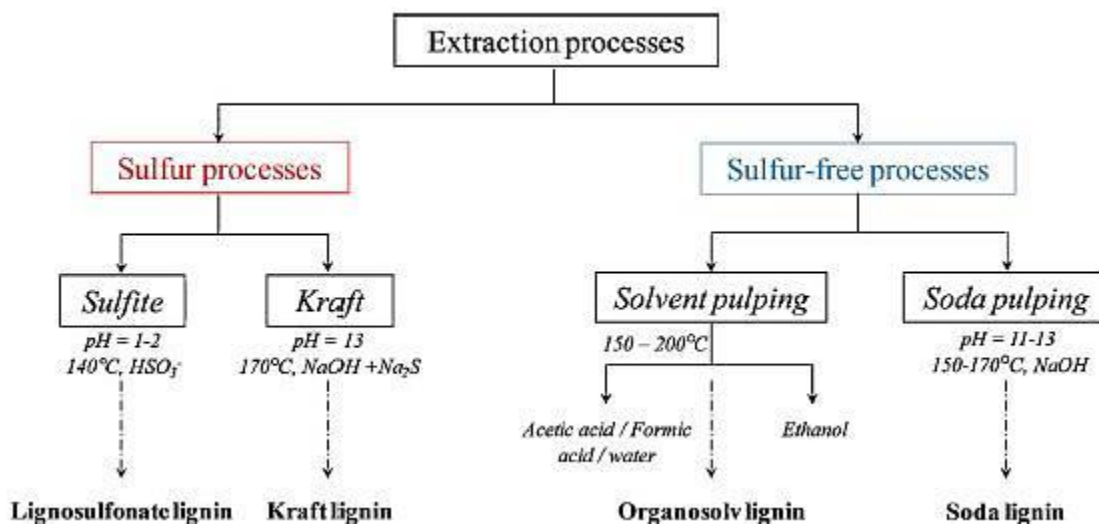 Extraction processes
Sulfur processes
Sulfur-free processes
Sulfite
Kraft
Solvent pulping
Soda pulping
pH = 1-2
140°C, HSO₃⁻
pH = 13
170°C, NaOH +Na₂S
150 – 200°C
pH = 11-13
150-170°C, NaOH
Acetic acid / Formic
acid / water
Ethanol
Lignosulfonate lignin
Kraft lignin
Organosolv lignin
Soda lignin